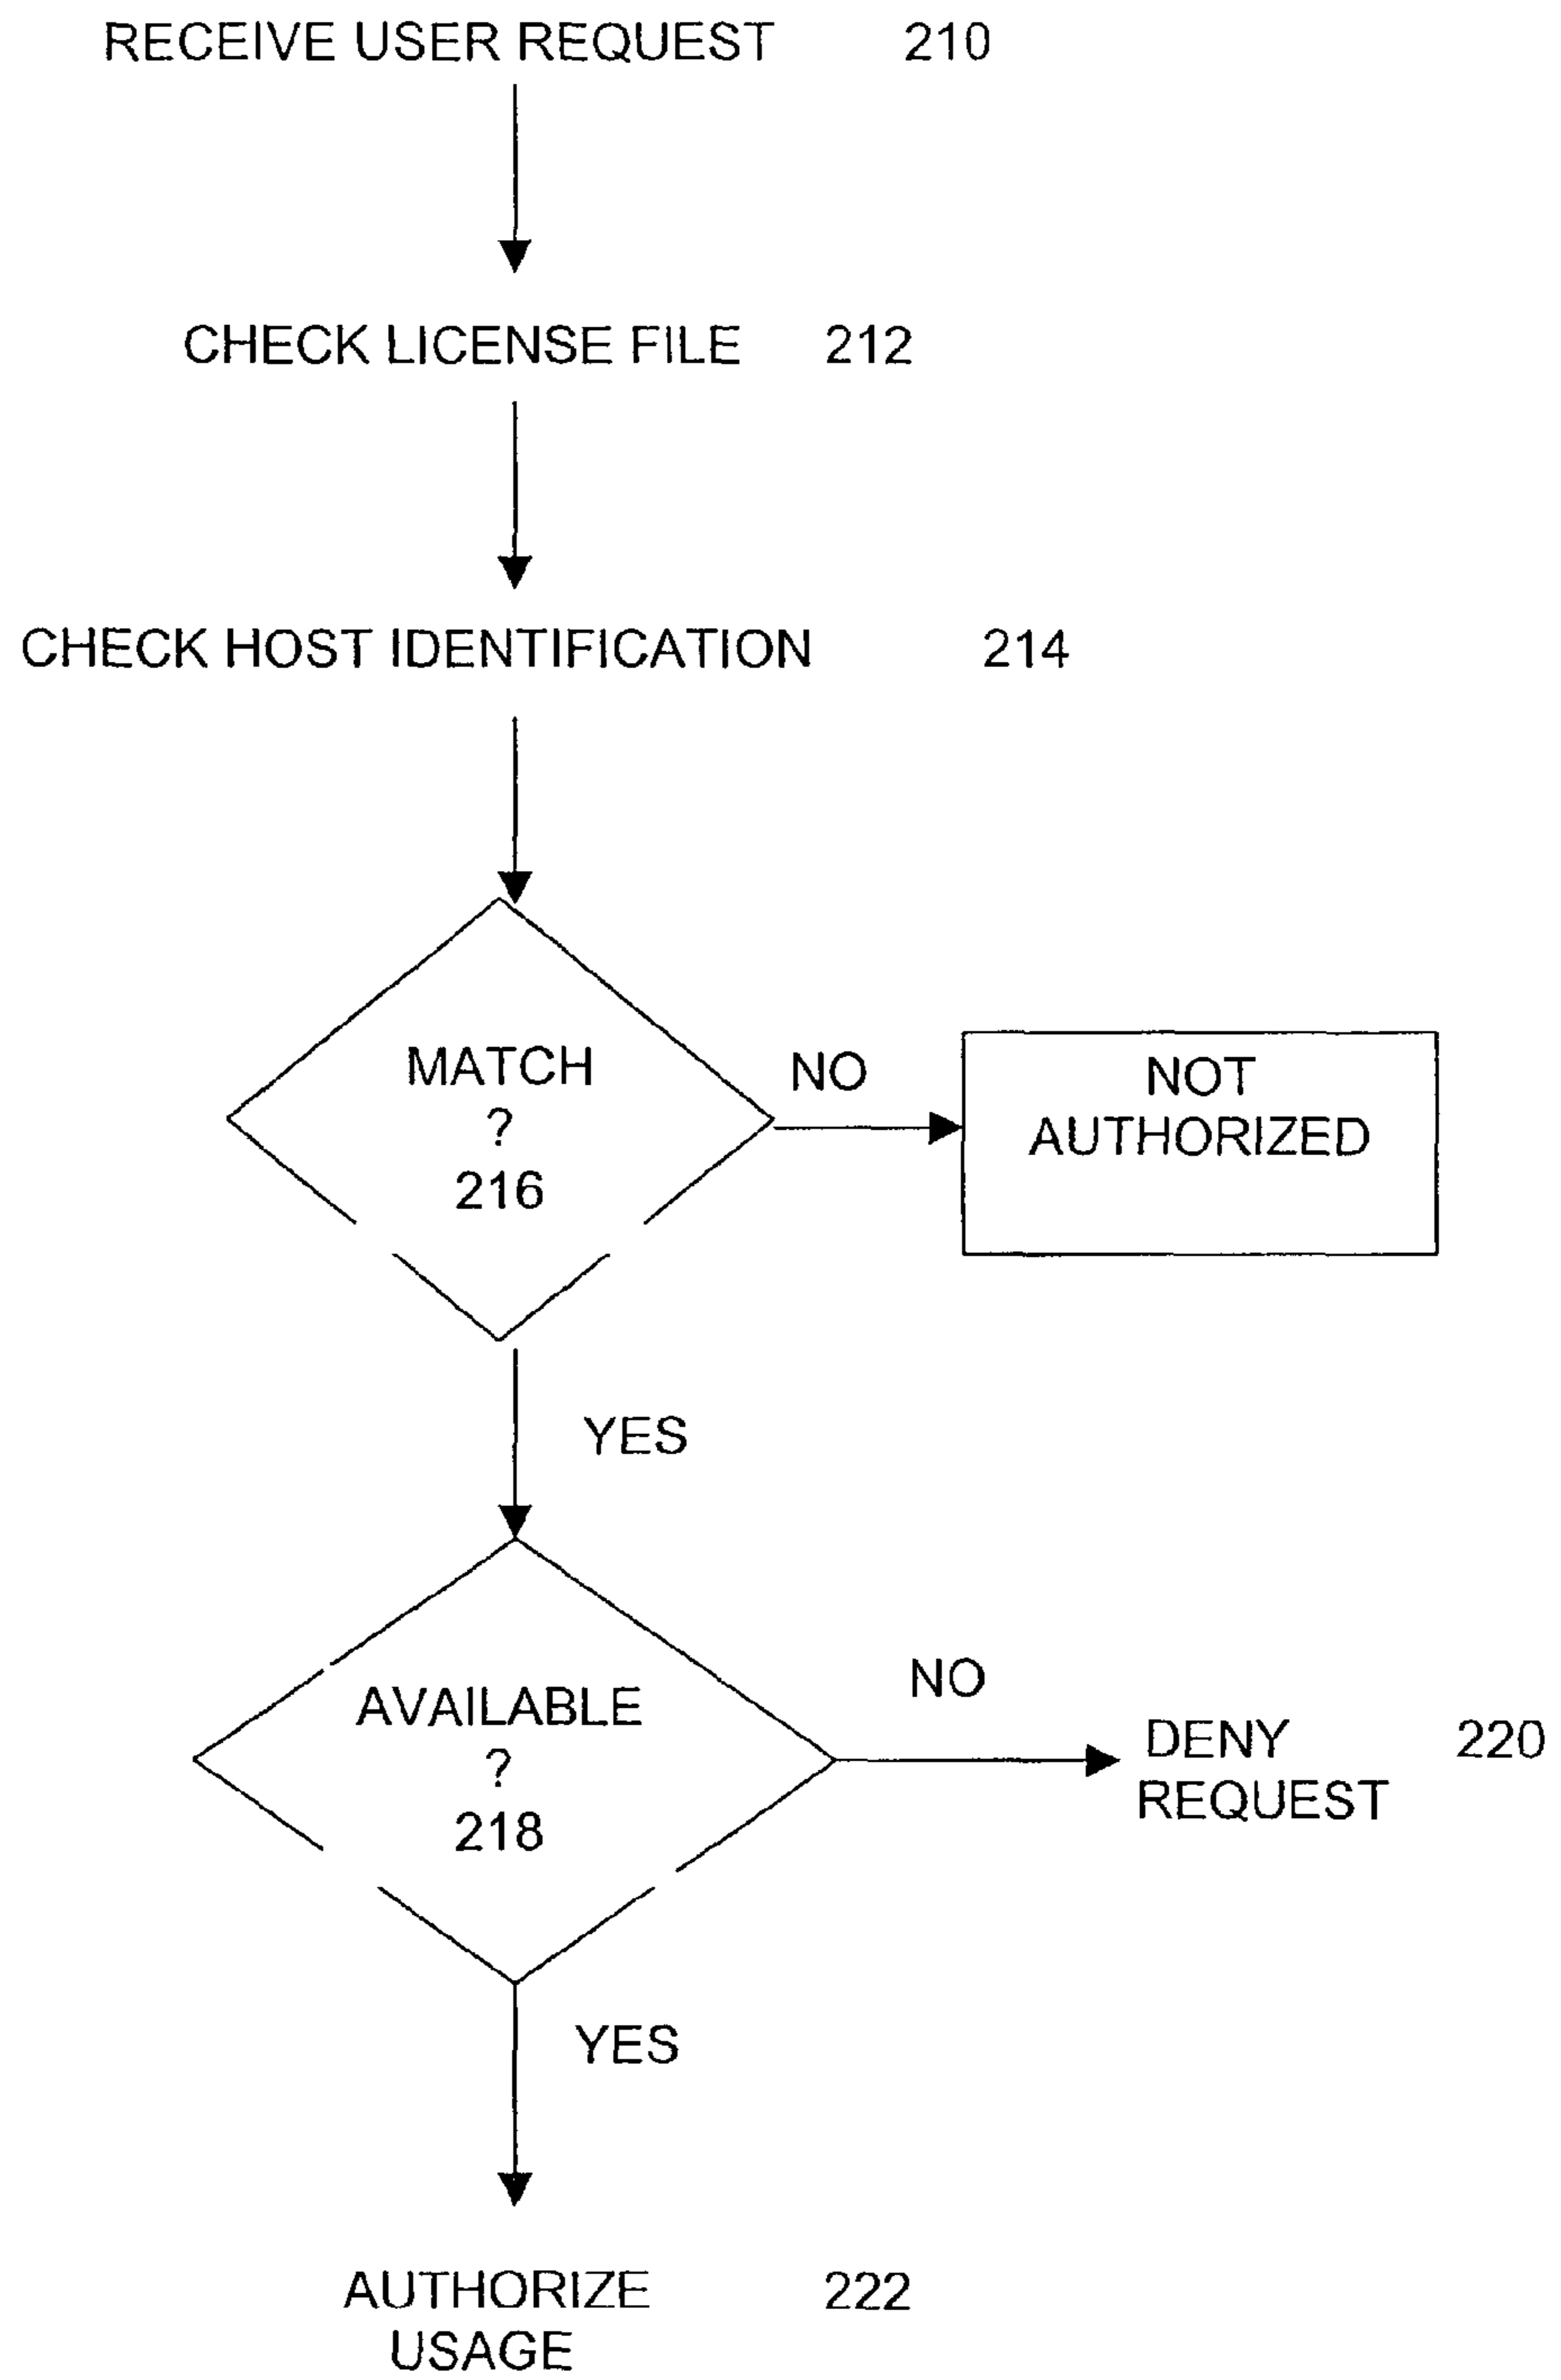 RECEIVE USER REQUEST 210
CHECK LICENSE FILE 212
CHECK HOST IDENTIFICATION 214
MATCH
?
216
NO
NOT
AUTHORIZED
YES
AVAILABLE
?
218
NO
DENY 220
REQUEST
YES
AUTHORIZE 222
USAGE